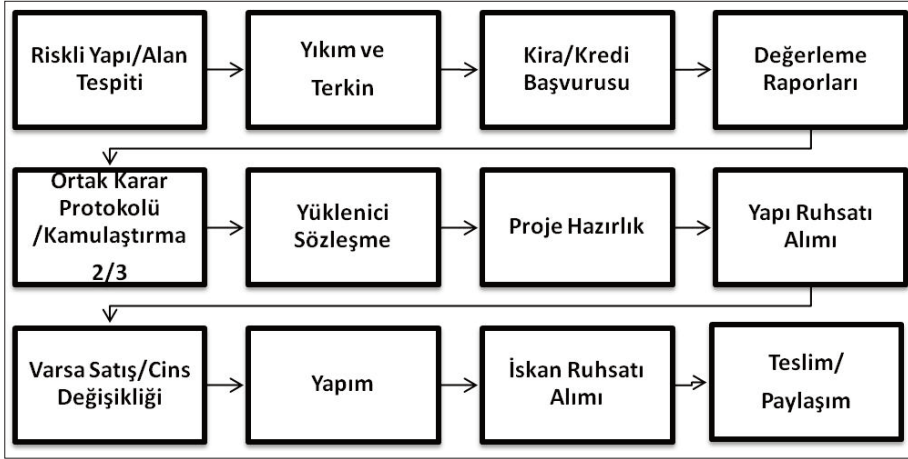 Riskli Yapı/Alan
Tespiti
Yıkım ve
Terkin
Kira/Kredi
Başvurusu
Değerleme
Raporları
Ortak Karar
Protokolü
/Kamulaştırma
2/3
Yüklenici
Sözleşme
Proje Hazırlık
Yapı Ruhsatı
Alımı
Varsa Satış/Cins
Değişikliği
Yapım
İskan Ruhsatı
Alımı
Teslim/
Paylaşım